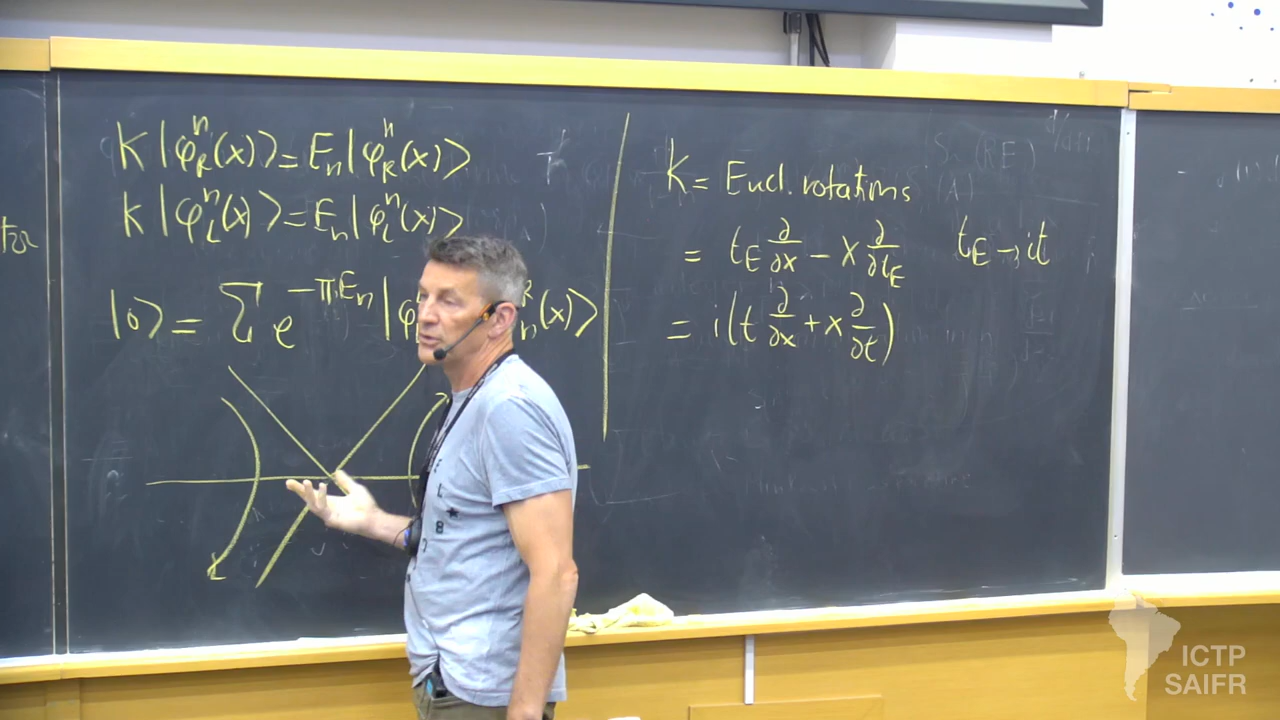 K|φ_R^n(x)⟩=E_n|φ_R^n(x)⟩
K|φ_L^n(x)⟩=E_n|φ_L^n(x)⟩
|0⟩= Σ e^{-πE_n}|φ n^R(x)⟩
K= Eucl. rotations
= t_E ∂/∂x − x ∂/∂t_E t_E→it
= i(t ∂/∂x + x ∂/∂t)
ICTP
SAIFR